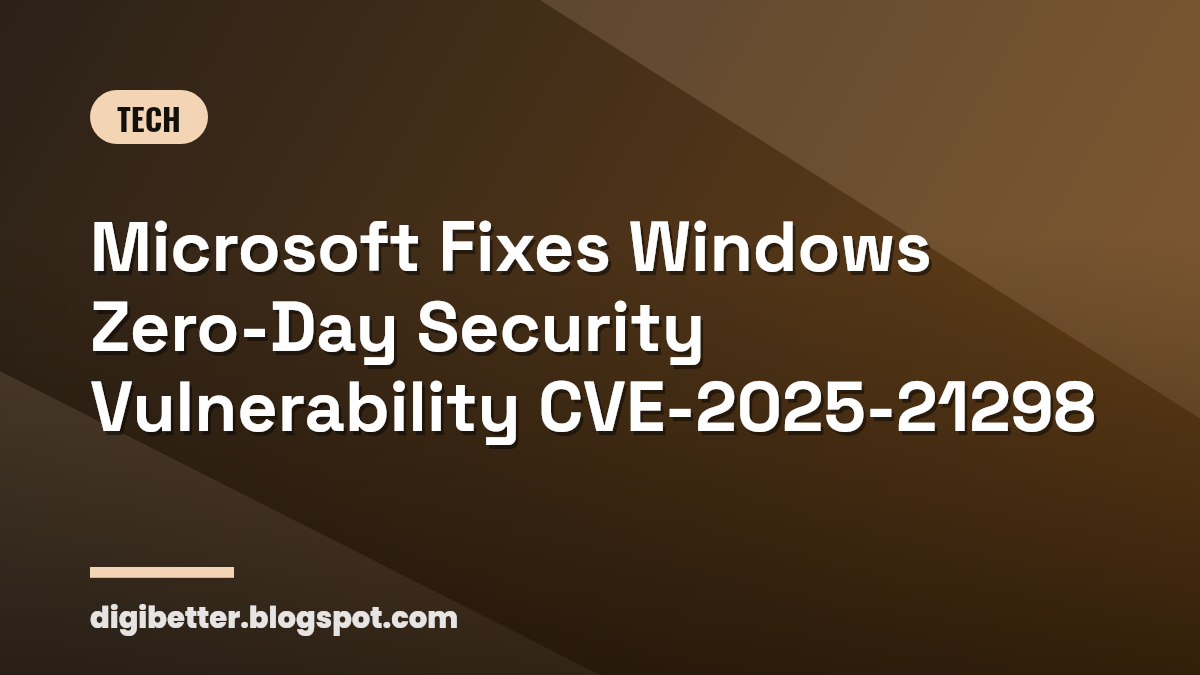 TECH
Microsoft Fixes Windows
Zero-Day Security
Vulnerability CVE-2025-21298
digibetter.blogspot.com